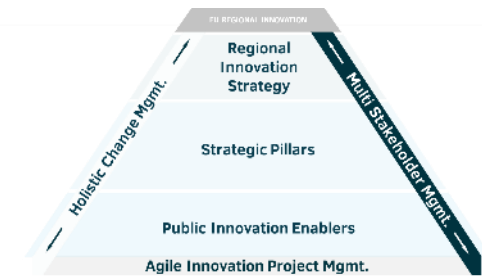 EU REGIONAL INNOVATION
Regional
Innovation
Strategy
Holistic Change Mgmt.
Multi Stakeholder Mgmt.
Strategic Pillars
Public Innovation Enablers
Agile Innovation Project Mgmt.